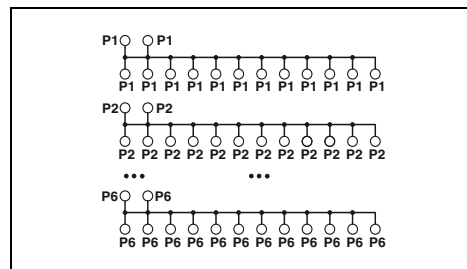 P1 P1
P1 P1 P1 P1 P1 P1 P1 P1 P1 P1 P1 P1
P2 P2
P2 P2 P2 P2 P2 P2 P2 P2 P2 P2 P2 P2
••• •••
P6 P6
P6 P6 P6 P6 P6 P6 P6 P6 P6 P6 P6 P6